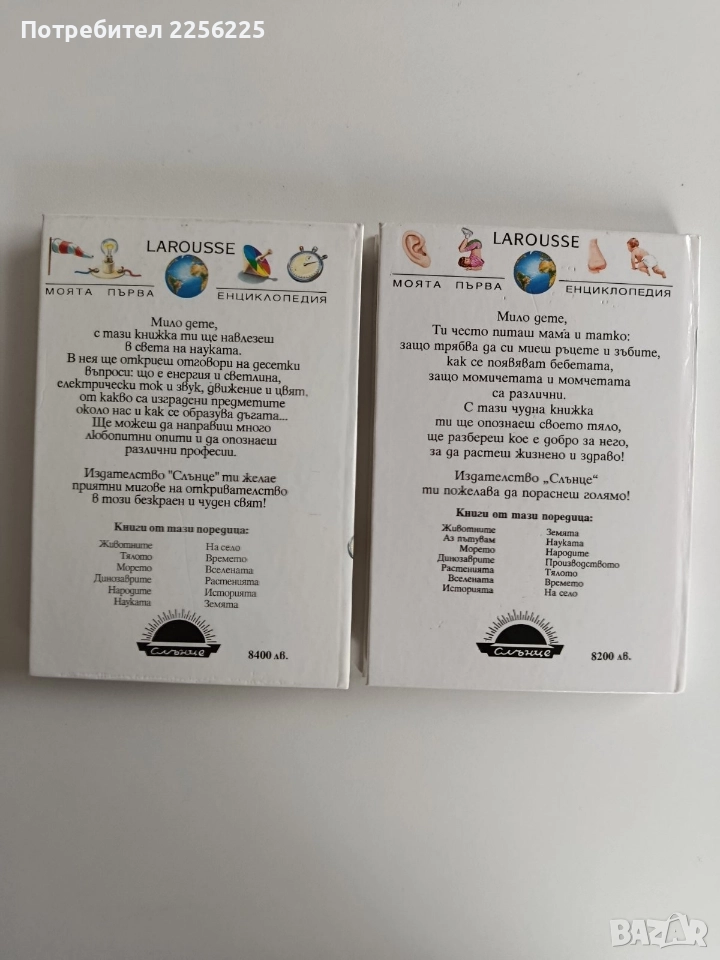 Потребител 2256225
LAROUSSE
МОЯТА ПЪРВА ЕНЦИКЛОПЕДИЯ
Мило дете,
с тази книжка ти ще навлезеш
в света на науката.
В нея ще откриеш отговори на десетки
въпроси: що е енергия и светлина,
електрически ток и звук, движение и цвят,
от какво са изградени предметите
около нас и как се образува дъгата...
Ще можеш да направиш много
любопитни опити и да опознаеш
различни професии.
Издателство "Слънце" ти желае
приятни мигове на откривателство
в този безкраен и чуден свят!
Книги от тази поредица:
Животните На село
Тялото Времето
Морето Вселената
Динозаврите Растенията
Народите Историята
Науката Земята
Слънце
8400 лв.
LAROUSSE
МОЯТА ПЪРВА ЕНЦИКЛОПЕДИЯ
Мило дете,
Ти често питаш мама и татко:
защо трябва да си миеш ръцете и зъбите,
как се появяват бебетата,
защо момичетата и момчетата
са различни.
С тази чудна книжка
ти ще опознаеш своето тяло,
ще разбереш кое е добро за него,
за да растеш жизнено и здраво!
Издателство „Слънце“
ти пожелава да пораснеш голямо!
Книги от тази поредица:
Животните Земята
Аз пътувам Науката
Морето Народите
Динозаврите Производството
Растенията Тялото
Вселената Времето
Историята На село
Слънце
8200 лв.
BAZAR